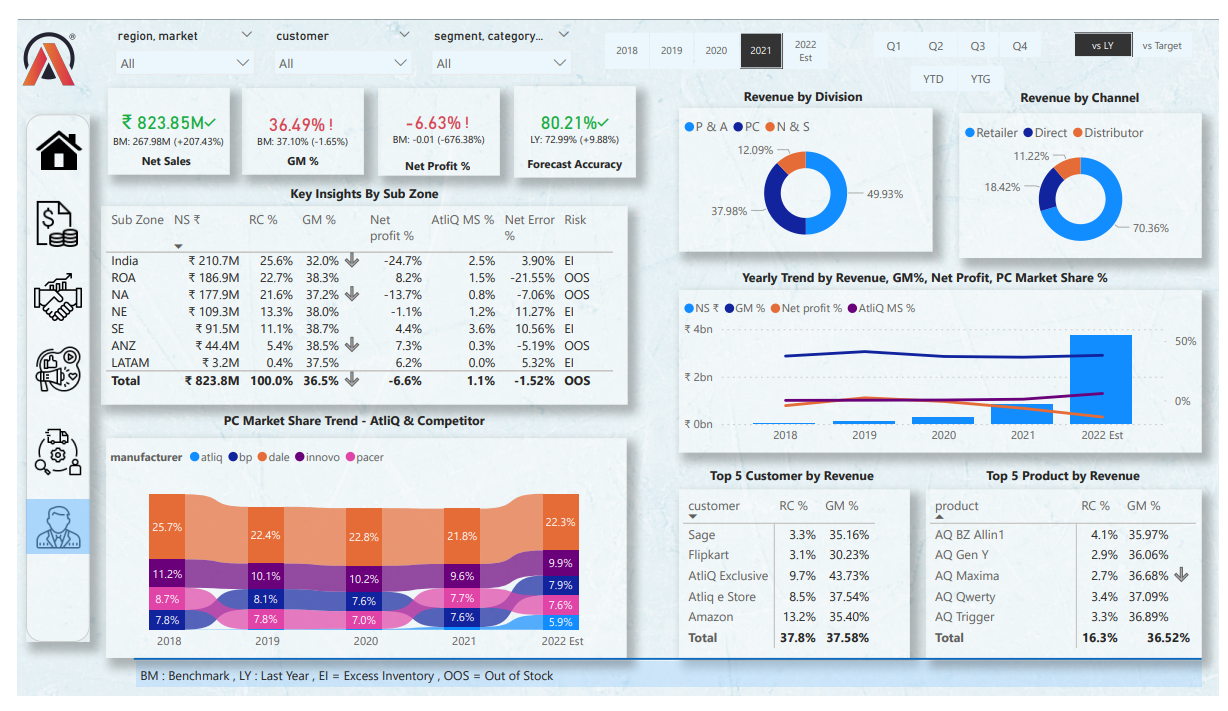 region, market
customer
segment, category...
All
All
All
2018
2019
2020
2021
2022
Est
Q1
Q2
Q3
Q4
YTD
YTG
vs LY
vs Target
₹ 823.85M✓
BM: 267.98M (+207.43%)
Net Sales
36.49% !
BM: 37.10% (-1.65%)
GM %
-6.63% !
BM: -0.01 (-676.38%)
Net Profit %
80.21%✓
LY: 72.99% (+9.88%)
Forecast Accuracy
Revenue by Division
P & A PC N & S
12.09%
49.93%
37.98%
Revenue by Channel
Retailer Direct Distributor
11.22%
18.42%
70.36%
Key Insights By Sub Zone
Sub Zone NS ₹ RC % GM % Net profit % AtliQ MS % Net Error % Risk
India ₹ 210.7M 25.6% 32.0% -24.7% 2.5% 3.90% EI
ROA ₹ 186.9M 22.7% 38.3% 8.2% 1.5% -21.55% OOS
NA ₹ 177.9M 21.6% 37.2% -13.7% 0.8% -7.06% OOS
NE ₹ 109.3M 13.3% 38.0% -1.1% 1.2% 11.27% EI
SE ₹ 91.5M 11.1% 38.7% 4.4% 3.6% 10.56% EI
ANZ ₹ 44.4M 5.4% 38.5% 7.3% 0.3% -5.19% OOS
LATAM ₹ 3.2M 0.4% 37.5% 6.2% 0.0% 5.32% EI
Total ₹ 823.8M 100.0% 36.5% -6.6% 1.1% -1.52% OOS
Yearly Trend by Revenue, GM%, Net Profit, PC Market Share %
NS ₹ GM % Net profit % AtliQ MS %
₹ 4bn
₹ 2bn
₹ 0bn
50%
0%
2018 2019 2020 2021 2022 Est
PC Market Share Trend - AtliQ & Competitor
manufacturer atliq bp dale innovo pacer
25.7% 22.4% 22.8% 21.8% 22.3%
11.2% 10.1% 10.2% 9.6% 9.9%
8.7% 8.1% 7.6% 7.7% 7.9%
7.8% 7.8% 7.0% 7.6% 7.6%
5.9%
2018 2019 2020 2021 2022 Est
Top 5 Customer by Revenue
customer RC % GM %
Sage 3.3% 35.16%
Flipkart 3.1% 30.23%
AtliQ Exclusive 9.7% 43.73%
Atliq e Store 8.5% 37.54%
Amazon 13.2% 35.40%
Total 37.8% 37.58%
Top 5 Product by Revenue
product RC % GM %
AQ BZ Allin1 4.1% 35.97%
AQ Gen Y 2.9% 36.06%
AQ Maxima 2.7% 36.68%
AQ Qwerty 3.4% 37.09%
AQ Trigger 3.3% 36.89%
Total 16.3% 36.52%
BM : Benchmark , LY : Last Year , EI = Excess Inventory , OOS = Out of Stock